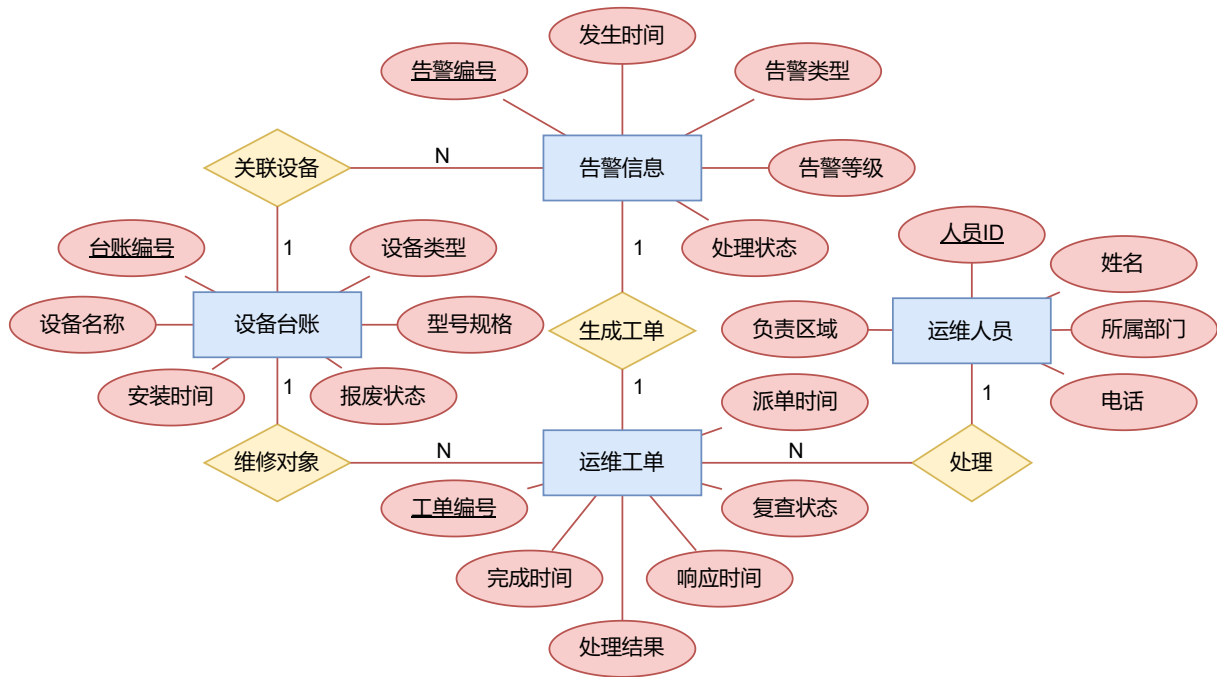 发生时间
告警编号
告警类型
关联设备
N
告警信息
告警等级
1
1
台账编号
设备类型
处理状态
人员ID
姓名
设备名称
设备台账
型号规格
生成工单
负责区域
运维人员
所属部门
安装时间
1
报废状态
1
派单时间
1
电话
维修对象
N
运维工单
N
处理
工单编号
复查状态
完成时间
响应时间
处理结果